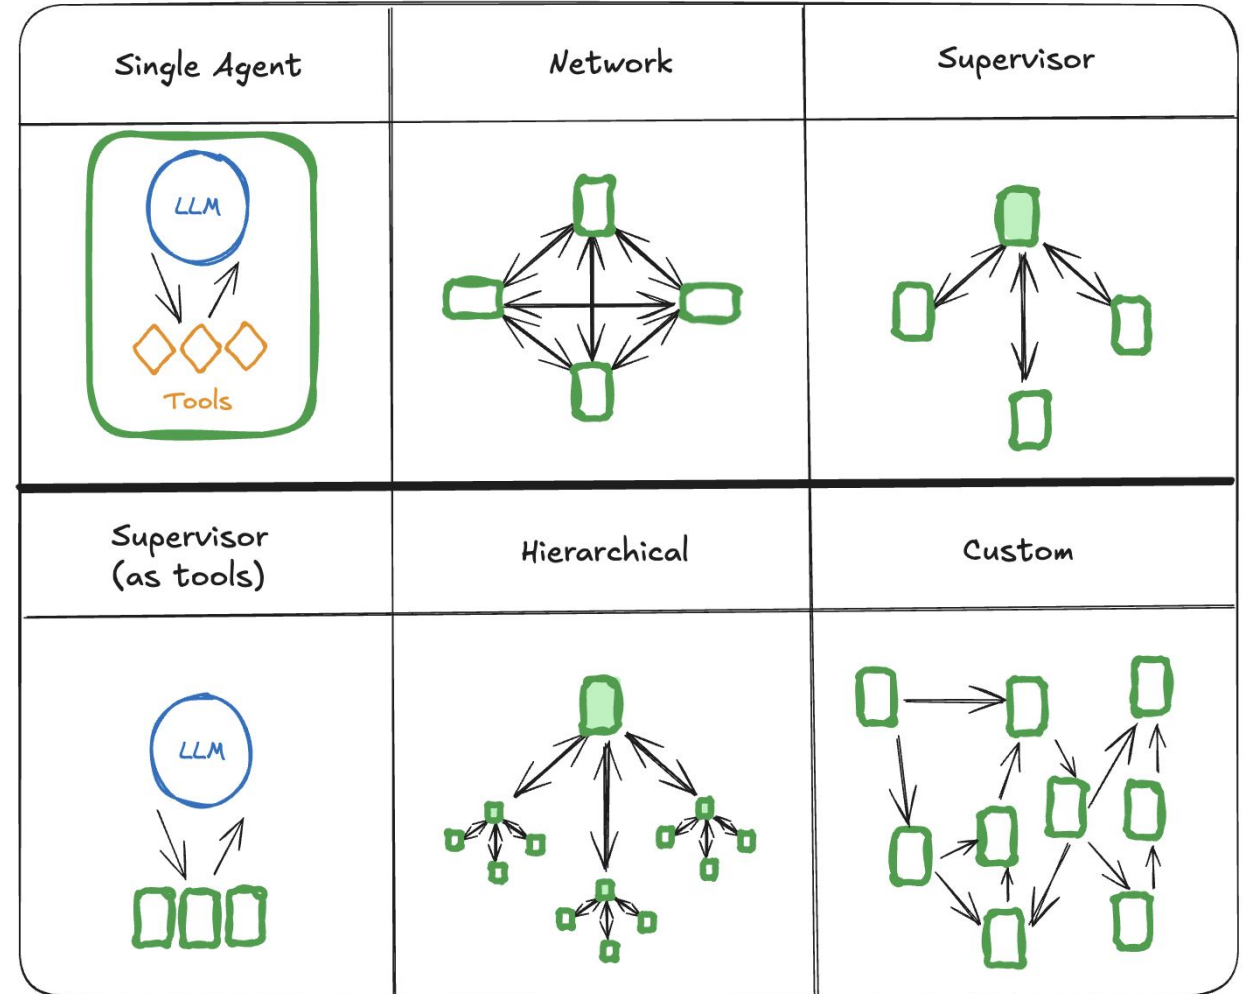 Single Agent
Network
Supervisor
LLM
Tools
Supervisor
(as tools)
Hierarchical
Custom
LLM